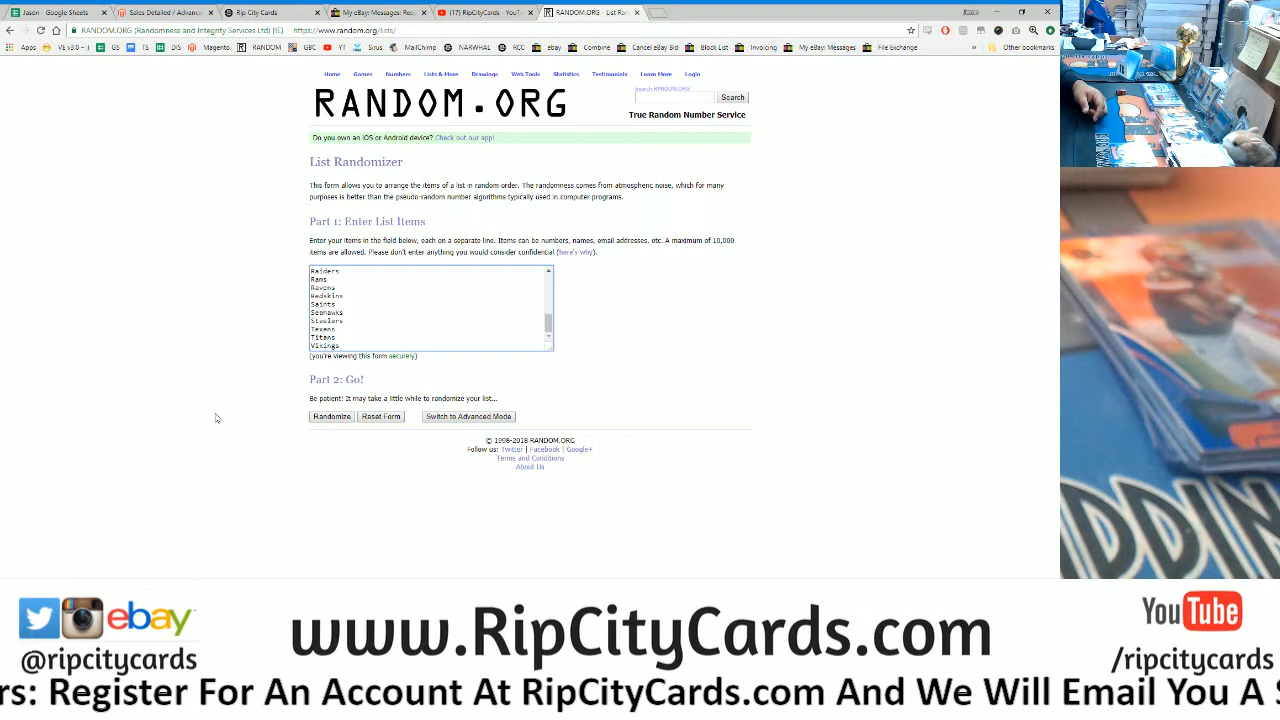 Jason - Google Sheets
Sales Detailed / Advance
Rip City Cards
My eBay: Messages: Res
(17) RipCityCards - YouT
RANDOM.ORG - List Ran
RANDOM.ORG (Randomness and Integrity Services Ltd) [IE]
https://www.random.org/lists/
Apps
VE v3.0 - J
GS
TS
DIS
Magento
RANDOM
GBC
YT
Sirus
MailChimp
NARWHAL
RCC
ebay
Combine
Cancel eBay Bid
Block List
Invoicing
My eBay: Messages
File Exchange
»
Other bookmarks
Home
Games
Numbers
Lists & More
Drawings
Web Tools
Statistics
Testimonials
Learn More
Login
RANDOM.ORG
Search RANDOM.ORG
Search
True Random Number Service
Do you own an iOS or Android device? Check out our app!
List Randomizer
This form allows you to arrange the items of a list in random order. The randomness comes from atmospheric noise, which for many
purposes is better than the pseudo-random number algorithms typically used in computer programs.
Part 1: Enter List Items
Enter your items in the field below, each on a separate line. Items can be numbers, names, email addresses, etc. A maximum of 10,000
items are allowed. Please don't enter anything you would consider confidential (here's why).
Raiders
Rams
Ravens
Redskins
Saints
Seahawks
Steelers
Texans
Titans
Vikings
(you're viewing this form securely)
Part 2: Go!
Be patient! It may take a little while to randomize your list...
Randomize
Reset Form
Switch to Advanced Mode
© 1998-2018 RANDOM.ORG
Follow us: Twitter | Facebook | Google+
Terms and Conditions
About Us
DDIN
ebay
www.RipCityCards.com
YouTube
@ripcitycards
/ripcitycards
rs: Register For An Account At RipCityCards.com And We Will Email You A S